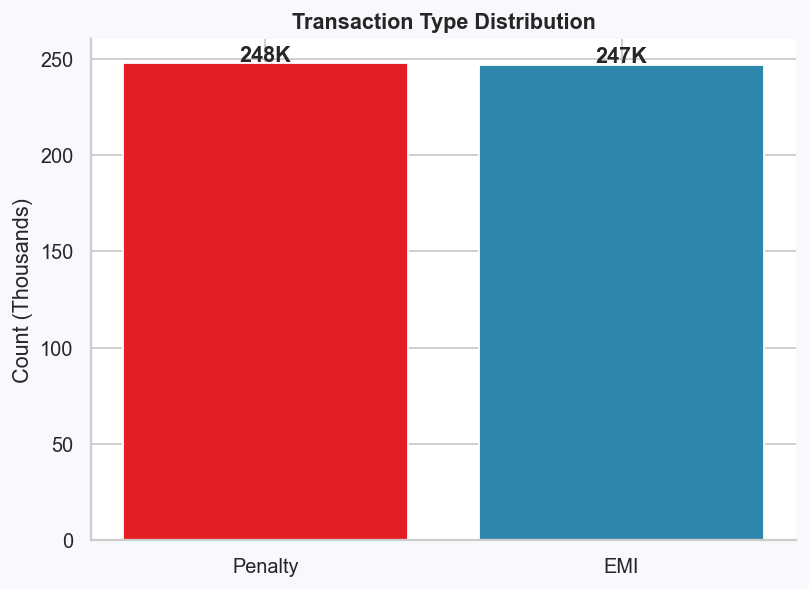 Transaction Type Distribution
248K
247K
250
200
150
100
50
0
Count (Thousands)
Penalty
EMI